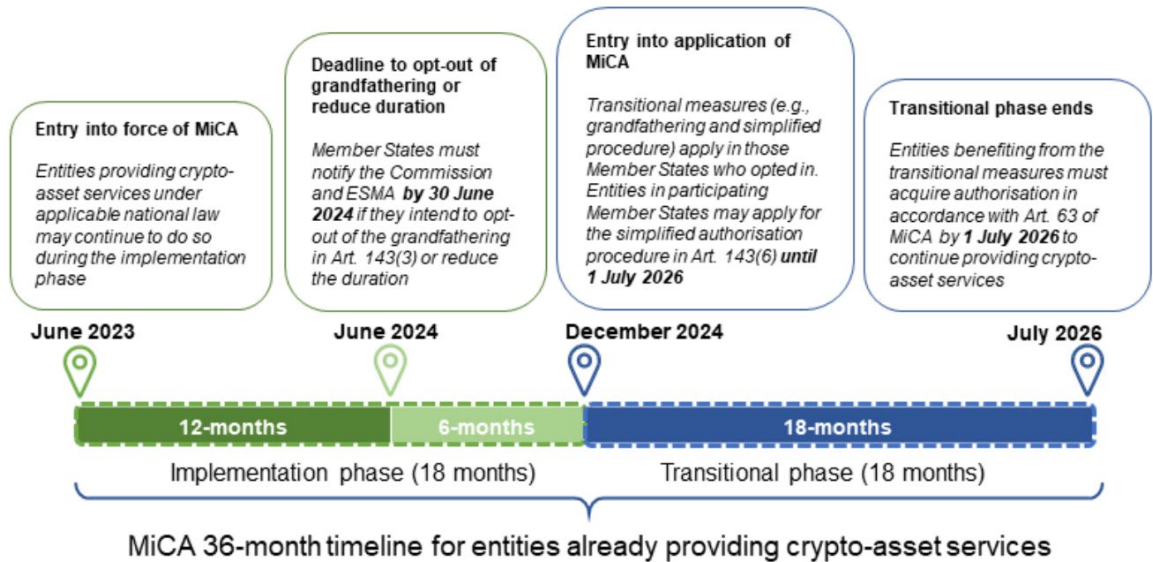 Entry into force of MiCA
Entities providing crypto-
asset services under
applicable national law
may continue to do so
during the implementation
phase
Deadline to opt-out of
grandfathering or
reduce duration
Member States must
notify the Commission
and ESMA by 30 June
2024 if they intend to opt-
out of the grandfathering
in Art. 143(3) or reduce
the duration
Entry into application of
MiCA
Transitional measures (e.g.,
grandfathering and simplified
procedure) apply in those
Member States who opted in.
Entities in participating
Member States may apply for
the simplified authorisation
procedure in Art. 143(6) until
1 July 2026
Transitional phase ends
Entities benefiting from the
transitional measures must
acquire authorisation in
accordance with Art. 63 of
MiCA by 1 July 2026 to
continue providing crypto-
asset services
June 2023
June 2024
December 2024
July 2026
12-months
6-months
18-months
Implementation phase (18 months)
Transitional phase (18 months)
MiCA 36-month timeline for entities already providing crypto-asset services